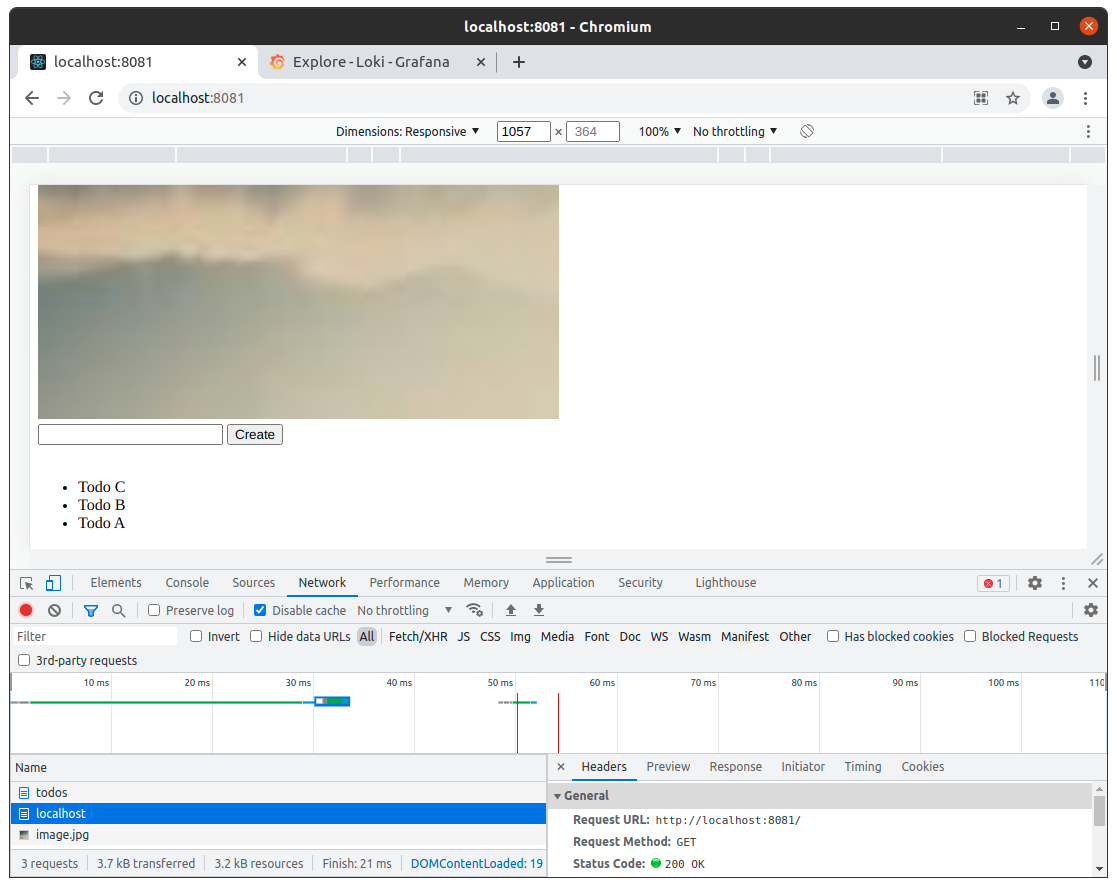 localhost:8081 - Chromium
localhost:8081
Explore - Loki - Grafana
localhost:8081
Dimensions: Responsive 1057 × 364 100% No throttling
Create
Todo C
Todo B
Todo A
Elements Console Sources Network Performance Memory Application Security Lighthouse 1
Preserve log Disable cache No throttling
Filter Invert Hide data URLs All Fetch/XHR JS CSS Img Media Font Doc WS Wasm Manifest Other Has blocked cookies Blocked Requests
3rd-party requests
10 ms 20 ms 30 ms 40 ms 50 ms 60 ms 70 ms 80 ms 90 ms 100 ms 110
Name
Headers Preview Response Initiator Timing Cookies
todos
localhost
image.jpg
General
Request URL: http://localhost:8081/
Request Method: GET
Status Code: 200 OK
3 requests 3.7 kB transferred 3.2 kB resources Finish: 21 ms DOMContentLoaded: 19